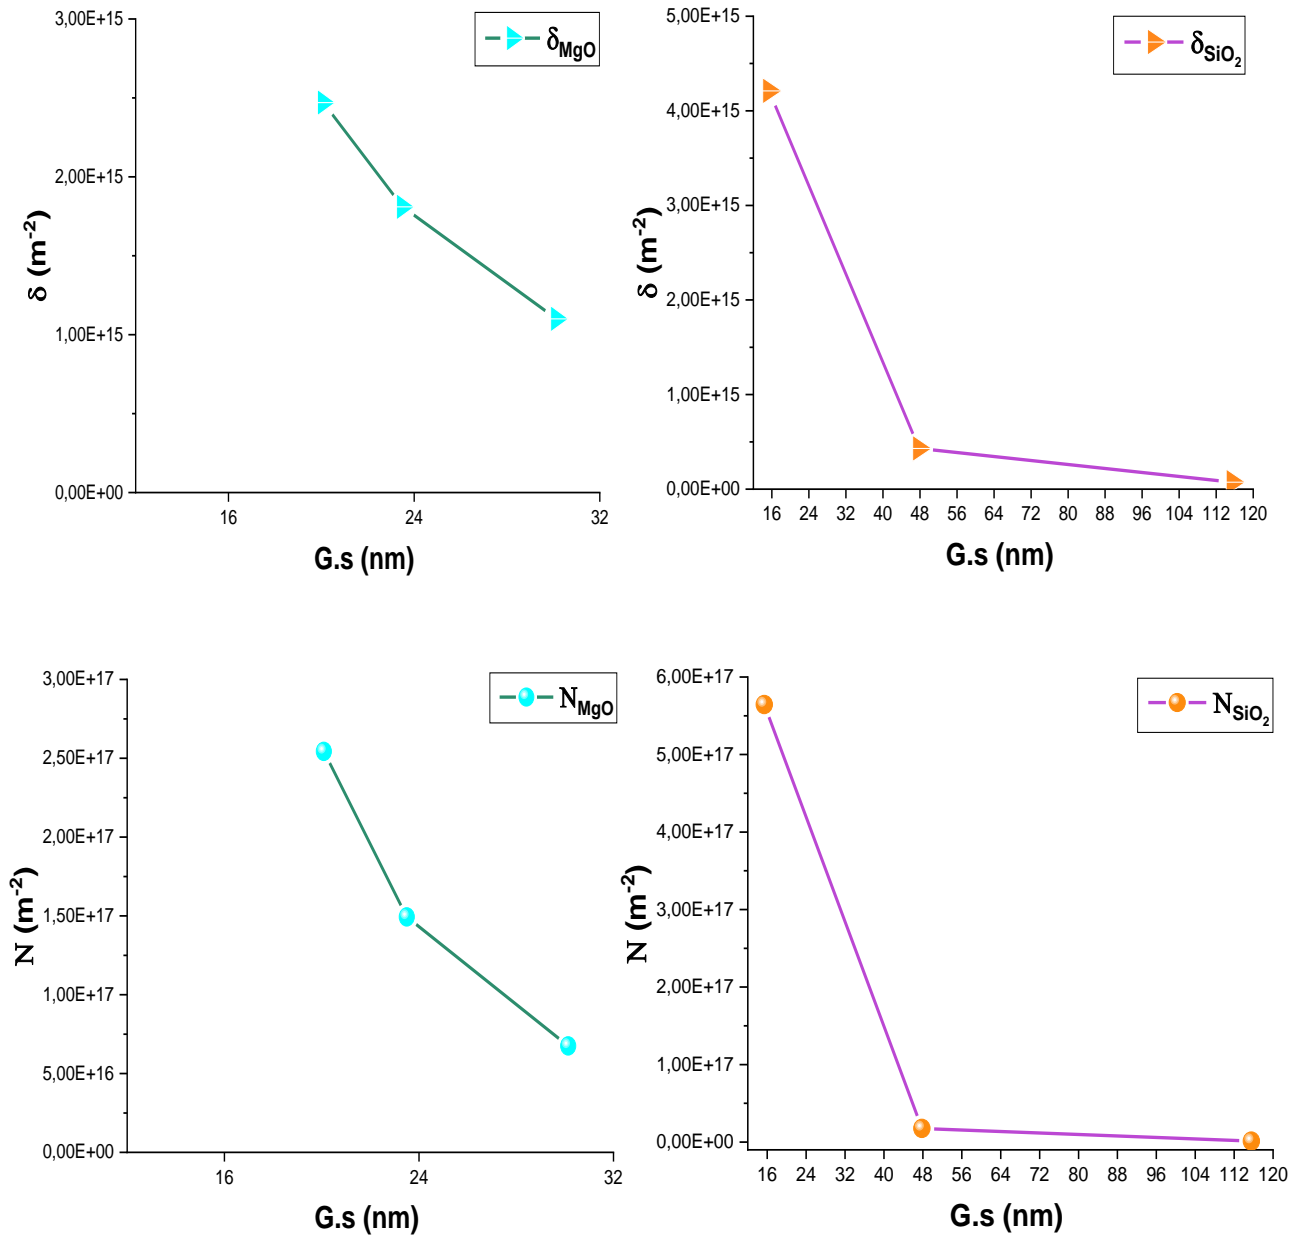 3,00E+15
2,00E+15
1,00E+15
0,00E+00
δ (m-2)
δMgO
16 24 32
G.s (nm)
5,00E+15
4,00E+15
3,00E+15
2,00E+15
1,00E+15
0,00E+00
δ (m-2)
δSiO2
16 24 32 40 48 56 64 72 80 88 96 104 112 120
G.s (nm)
3,00E+17
2,50E+17
2,00E+17
1,50E+17
1,00E+17
5,00E+16
0,00E+00
N (m-2)
NMgO
16 24 32
G.s (nm)
6,00E+17
5,00E+17
4,00E+17
3,00E+17
2,00E+17
1,00E+17
0,00E+00
N (m-2)
NSiO2
16 24 32 40 48 56 64 72 80 88 96 104 112 120
G.s (nm)